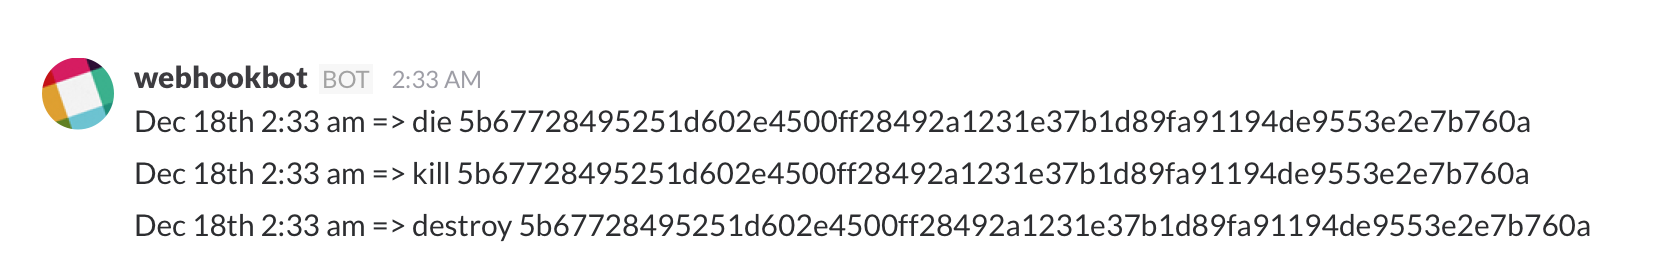 webhookbot BOT 2:33 AM
Dec 18th 2:33 am => die 5b67728495251d602e4500ff28492a1231e37b1d89fa91194de9553e2e7b760a
Dec 18th 2:33 am => kill 5b67728495251d602e4500ff28492a1231e37b1d89fa91194de9553e2e7b760a
Dec 18th 2:33 am => destroy 5b67728495251d602e4500ff28492a1231e37b1d89fa91194de9553e2e7b760a